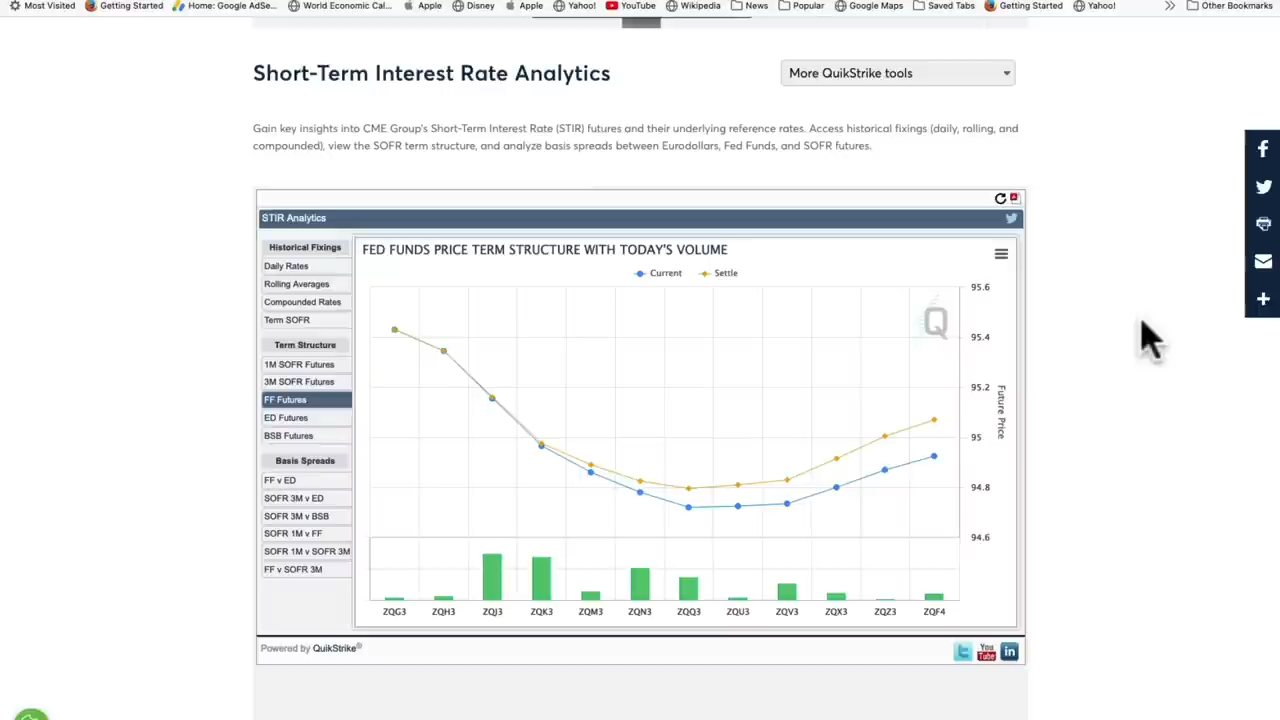 Most Visited Getting Started Home: Google AdSe... World Economic Cal... Apple Disney Apple Yahoo! YouTube Wikipedia News Popular Google Maps Saved Tabs Getting Started Yahoo! Other Bookmarks
Short-Term Interest Rate Analytics
More QuikStrike tools
Gain key insights into CME Group's Short-Term Interest Rate (STIR) futures and their underlying reference rates. Access historical fixings (daily, rolling, and
compounded), view the SOFR term structure, and analyze basis spreads between Eurodollars, Fed Funds, and SOFR futures.
STIR Analytics
Historical Fixings
Daily Rates
Rolling Averages
Compounded Rates
Term SOFR
Term Structure
1M SOFR Futures
3M SOFR Futures
FF Futures
ED Futures
BSB Futures
Basis Spreads
FF v ED
SOFR 3M v ED
SOFR 3M v BSB
SOFR 1M v FF
SOFR 1M v SOFR 3M
FF v SOFR 3M
FED FUNDS PRICE TERM STRUCTURE WITH TODAY'S VOLUME
Current Settle
Q
95.6
95.4
95.2
95
94.8
94.6
Future Price
ZQG3 ZQH3 ZQJ3 ZQK3 ZQM3 ZQN3 ZQQ3 ZQU3 ZQV3 ZQX3 ZQZ3 ZQF4
Powered by QuikStrike®
You Tube in